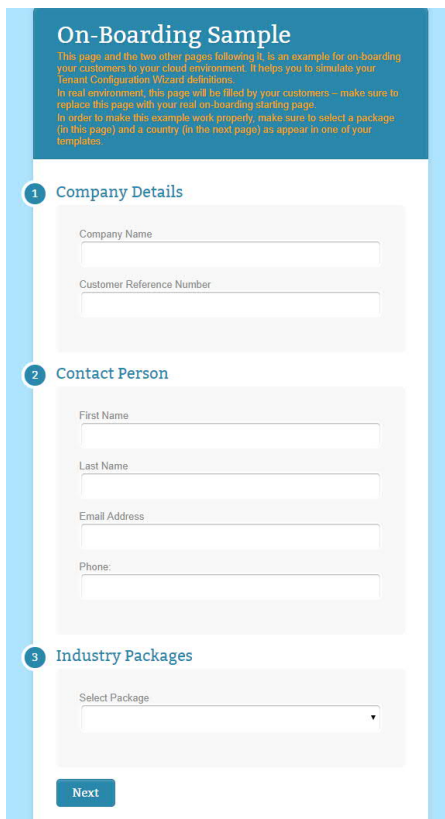 On-Boarding Sample
This page and the two other pages following it, is an example for on-boarding
your customers to your cloud environment. It helps you to simulate your
Tenant Configuration Wizard definitions.
In real environment, this page will be filled by your customers – make sure to
replace this page with your real on-boarding starting page.
In order to make this example work properly, make sure to select a package
(in this page) and a country (in the next page) as appear in one of your
templates.
1 Company Details
Company Name
Customer Reference Number
2 Contact Person
First Name
Last Name
Email Address
Phone:
3 Industry Packages
Select Package
Next